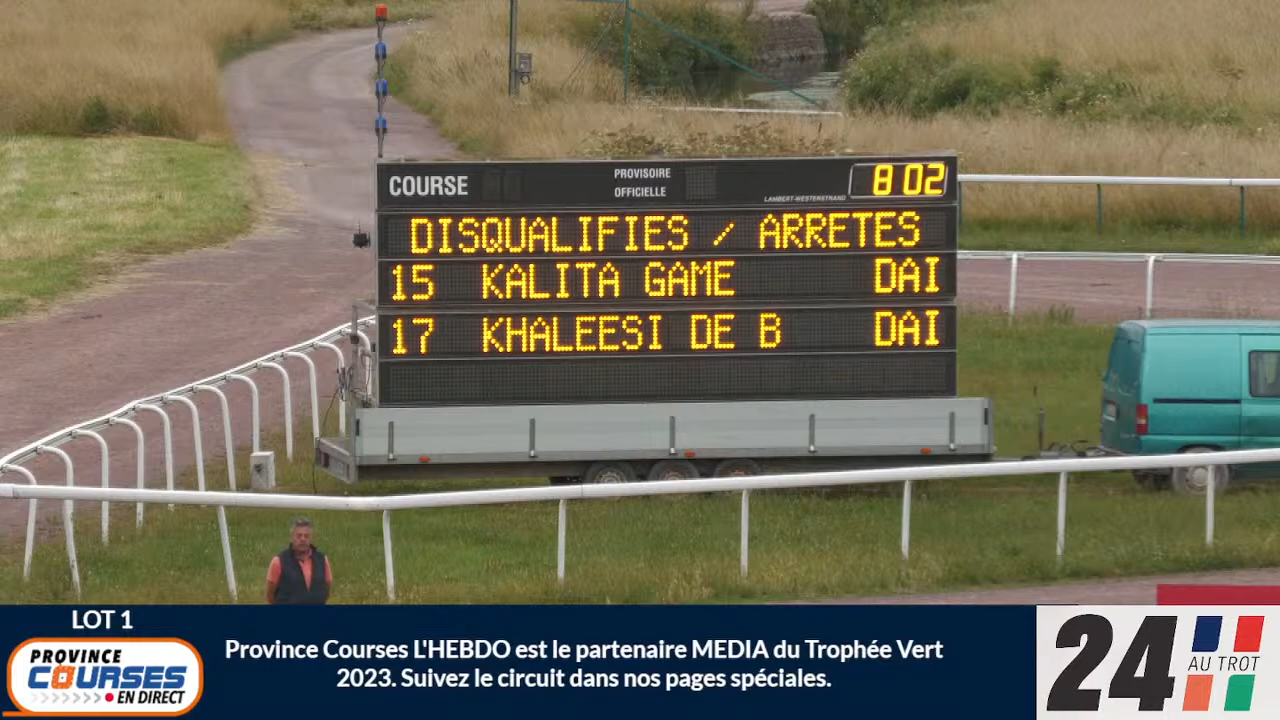 COURSE
PROVISOIRE
OFFICIELLE
LAMBERT-WESTERSTRAND
8 02
DISQUALIFIES / ARRETES
15 KALITA GAME DAI
17 KHALEESI DE B DAI
LOT 1
PROVINCE
COURSES
EN DIRECT
Province Courses L'HEBDO est le partenaire MEDIA du Trophée Vert
2023. Suivez le circuit dans nos pages spéciales.
24
AU TROT